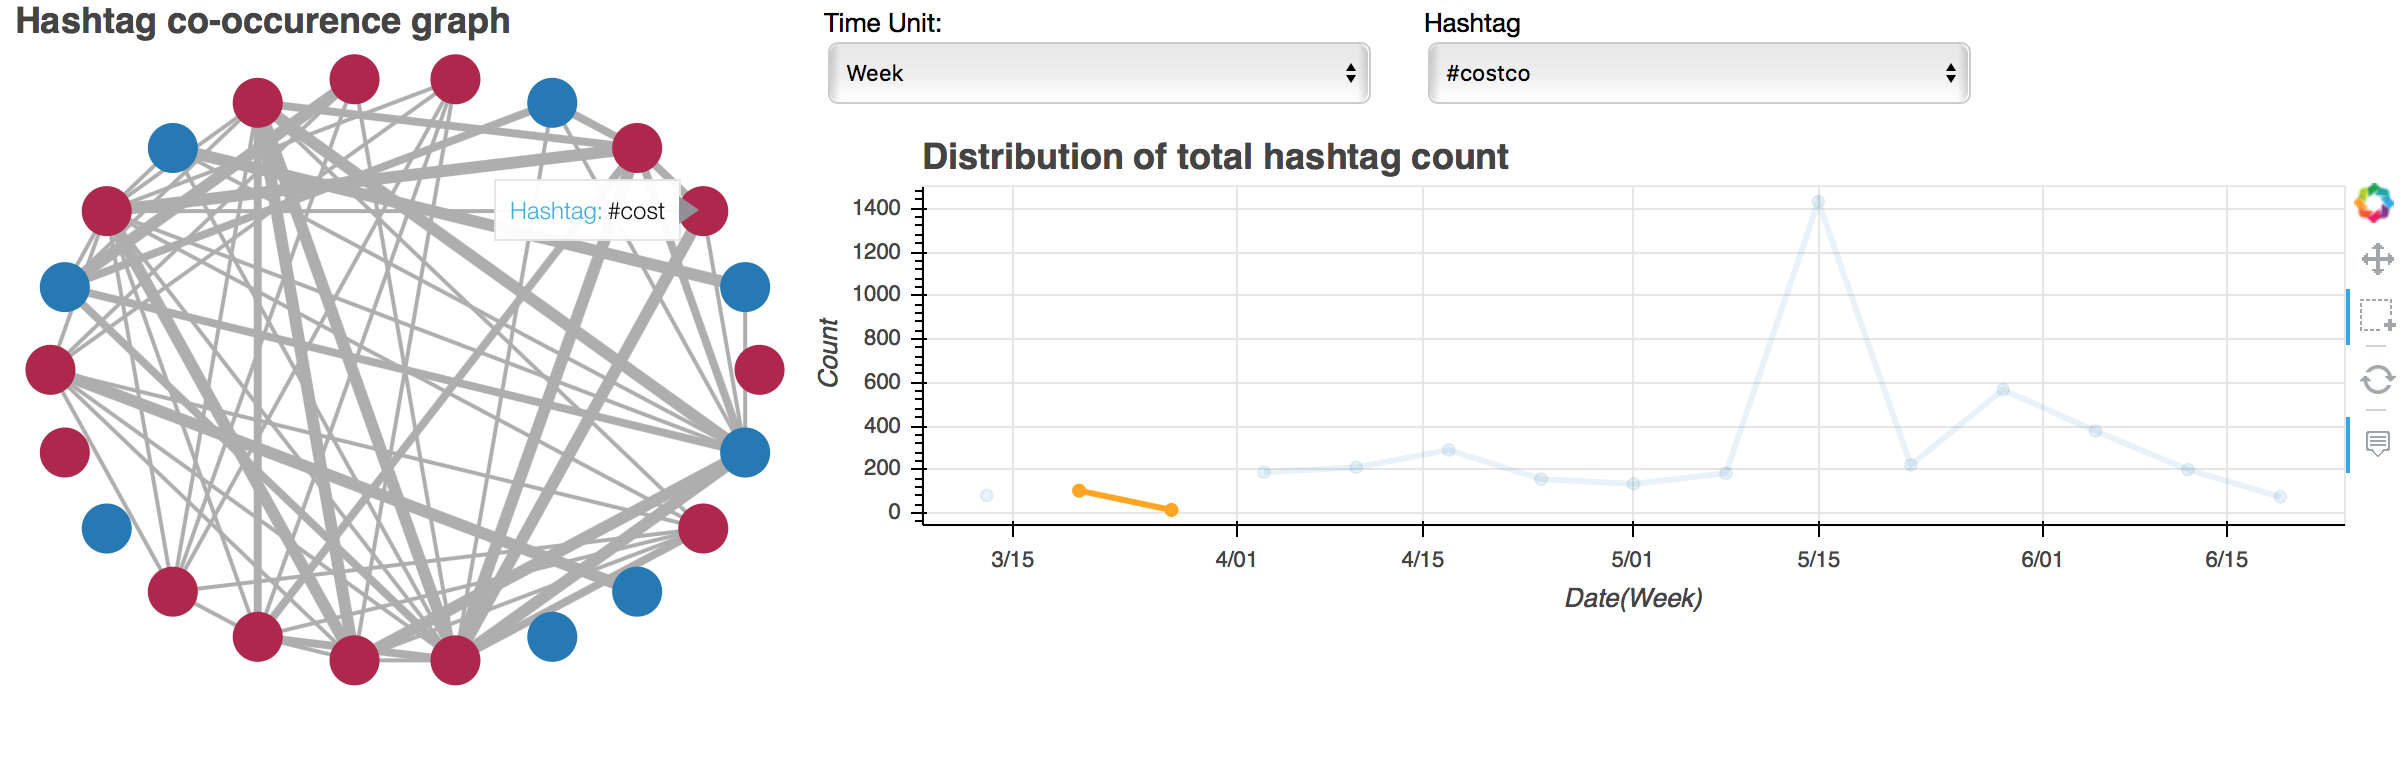 Hashtag co-occurence graph
Time Unit:
Hashtag
Week
#costco
Hashtag: #cost
Distribution of total hashtag count
1400
1200
1000
800
600
400
200
0
Count
3/15
4/01
4/15
5/01
5/15
6/01
6/15
Date(Week)